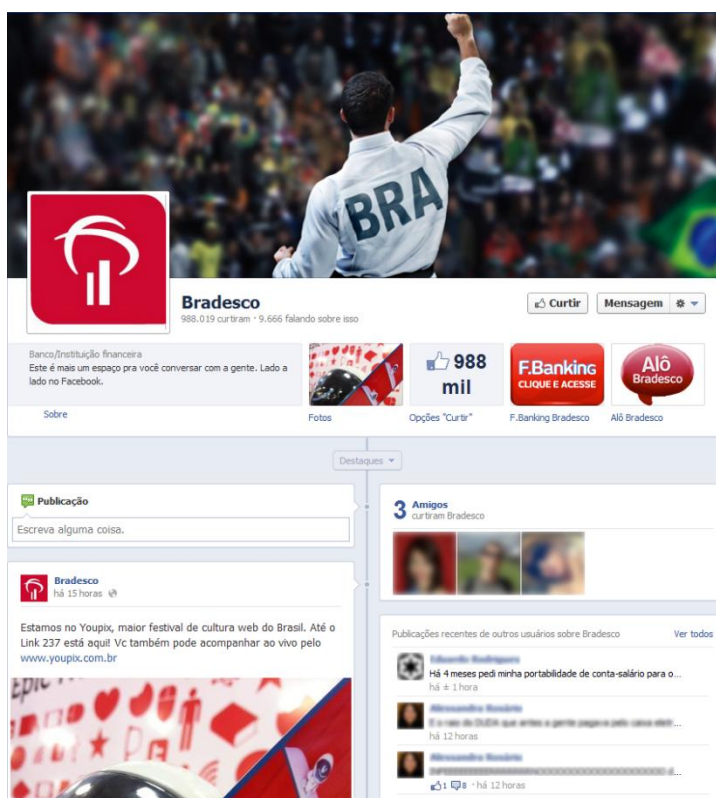 BRA
Bradesco
988.019 curtiram · 9.666 falando sobre isso
Curtir
Mensagem
Banco/Instituição financeira
Este é mais um espaço pra você conversar com a gente. Lado a
lado no Facebook.
Sobre
988
mil
F.Banking
CLIQUE E ACESSE
Alô
Bradesco
Fotos
Opções "Curtir"
F.Banking Bradesco
Alô Bradesco
Destaques
Publicação
Escreva alguma coisa.
Bradesco
há 15 horas
Estamos no Youpix, maior festival de cultura web do Brasil. Até o
Link 237 está aqui! Vc também pode acompanhar ao vivo pelo
www.youpix.com.br
3 Amigos
curtiram Bradesco
Publicações recentes de outros usuários sobre Bradesco
Ver todos
Há 4 meses pedi minha portabilidade de conta-salário para o...
há ± 1 hora
há 12 horas
1 8 · há 12 horas